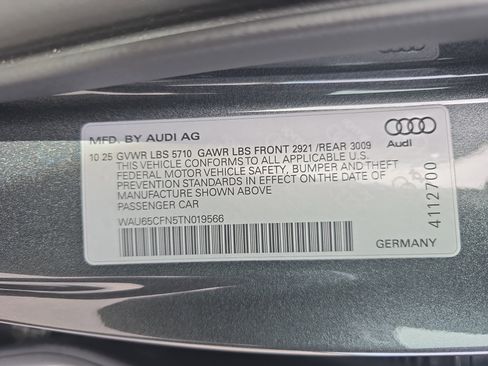 MFD. BY AUDI AG
10 25 GVWR LBS 5710 GAWR LBS FRONT 2921 /REAR 3009
THIS VEHICLE CONFORMS TO ALL APPLICABLE U.S.
FEDERAL MOTOR VEHICLE SAFETY, BUMPER AND THEFT
PREVENTION STANDARDS IN EFFECT ON THE DATE OF
MANUFACTURE SHOWN ABOVE
PASSENGER CAR
WAU65CFN5TN019566
Audi
4112700
GERMANY